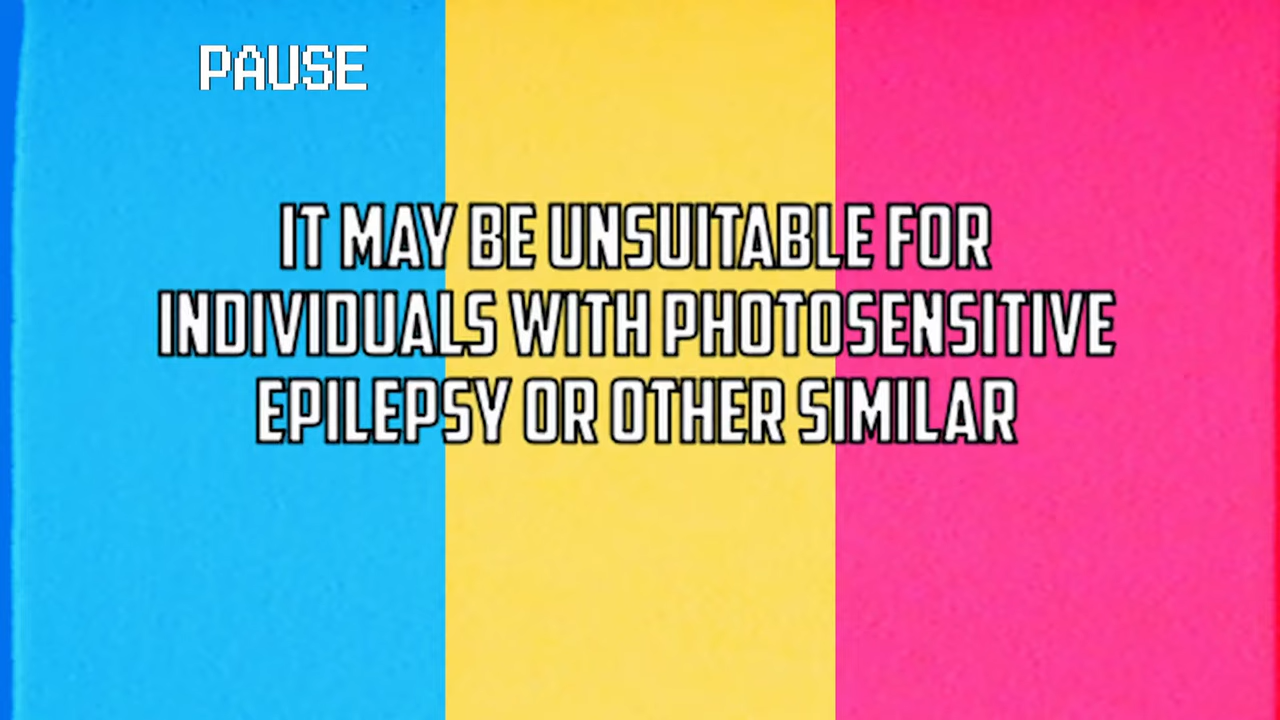 PAUSE
IT MAY BE UNSUITABLE FOR
INDIVIDUALS WITH PHOTOSENSITIVE
EPILEPSY OR OTHER SIMILAR